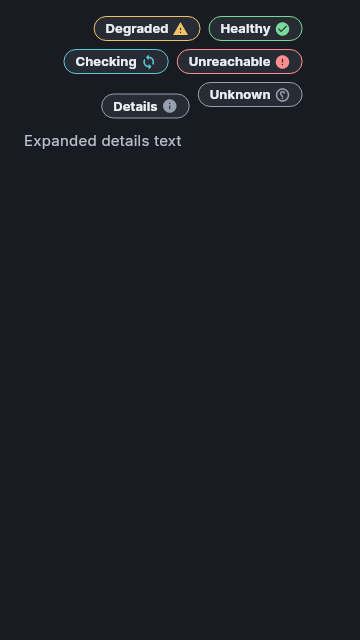 Degraded
Healthy
Checking
Unreachable
Details
Unknown
Expanded details text